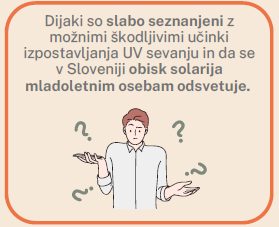 Dijaki so slabo seznanjeni z
možnimi škodljivimi učinki
izpostavljanja UV sevanju in da se
v Sloveniji obisk solarija
mladoletnim osebam odsvetuje.